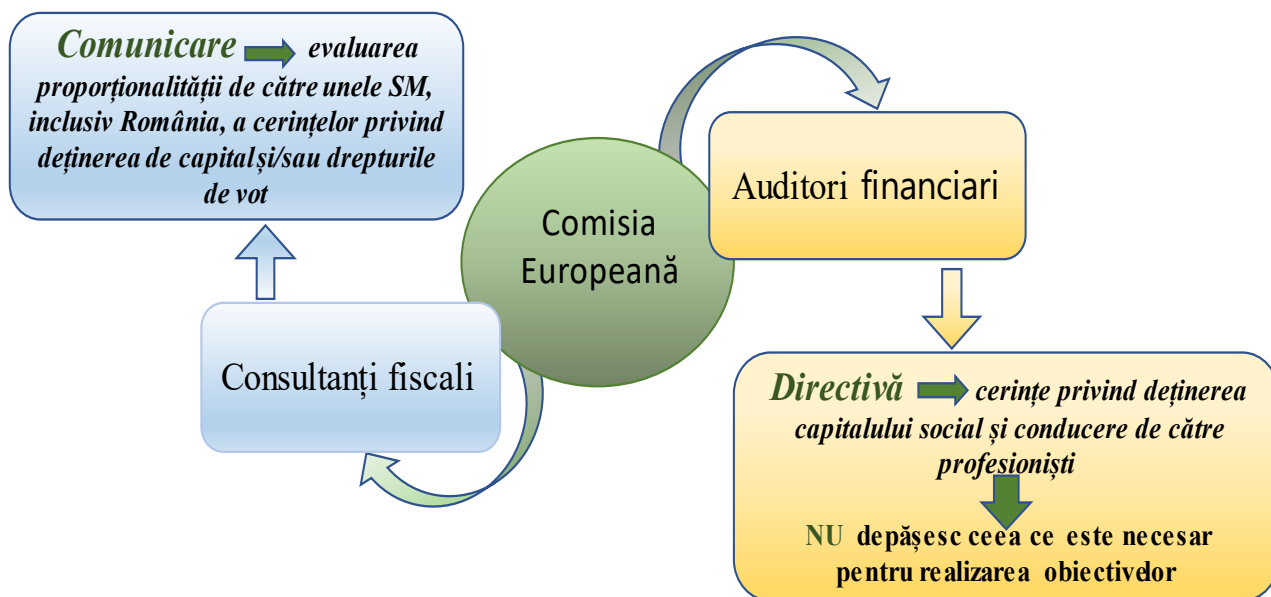 Comunicare evaluarea
proporționalității de către unele SM,
inclusiv România, a cerințelor privind
deținerea de capital și/sau drepturile
de vot
Consultanți fiscali
Comisia
Europeană
Auditori financiari
Directivă cerințe privind deținerea
capitalului social și conducere de către
profesioniști
NU depășesc ceea ce este necesar
pentru realizarea obiectivelor